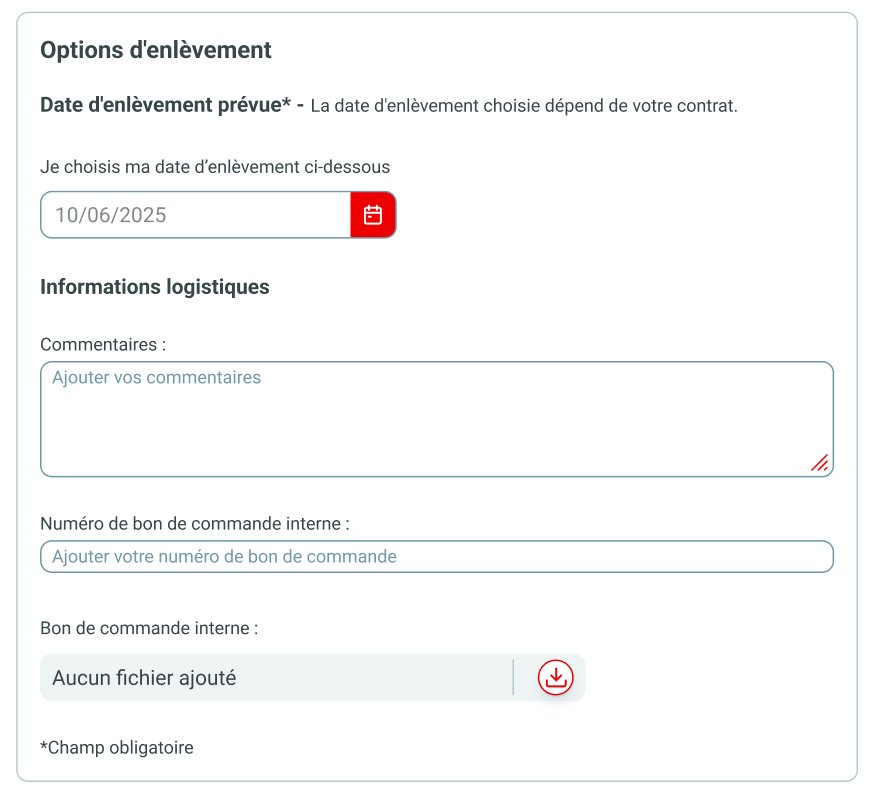 Options d'enlèvement
Date d'enlèvement prévue* - La date d'enlèvement choisie dépend de votre contrat.
Je choisis ma date d’enlèvement ci-dessous
10/06/2025
Informations logistiques
Commentaires :
Ajouter vos commentaires
Numéro de bon de commande interne :
Ajouter votre numéro de bon de commande
Bon de commande interne :
Aucun fichier ajouté
*Champ obligatoire